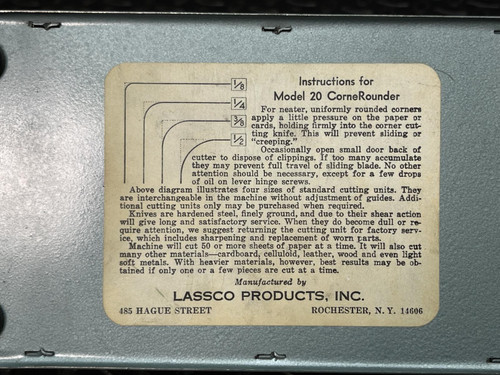 Instructions for
Model 20 CorneRounder
1/8
1/4
3/8
1/2
For neater, uniformly rounded corners
apply a little pressure on the paper or
cards, holding firmly into the corner cut-
ting knife. This will prevent sliding or
"creeping."
Occasionally open small door back of
cutter to dispose of clippings. If too many accumulate
they may prevent full travel of sliding blade. No other
attention should be necessary, except for a few drops
of oil on lever hinge screws.
Above diagram illustrates four sizes of standard cutting units. They
are interchangeable in the machine without adjustment of guides. Addi-
tional cutting units may be purchased when required.
Knives are hardened steel, finely ground, and due to their shear action
will give long and satisfactory service. When they do become dull or re-
quire attention, we suggest returning the cutting unit for factory serv-
ice, which includes sharpening and replacement of worn parts.
Machine will cut 50 or more sheets of paper at a time. It will also cut
many other materials—cardboard, celluloid, leather, wood and even light
soft metals. With heavier materials, however, best results may be ob-
tained if only one or a few pieces are cut at a time.
Manufactured by
LASSCO PRODUCTS, INC.
485 HAGUE STREET ROCHESTER, N. Y. 14606